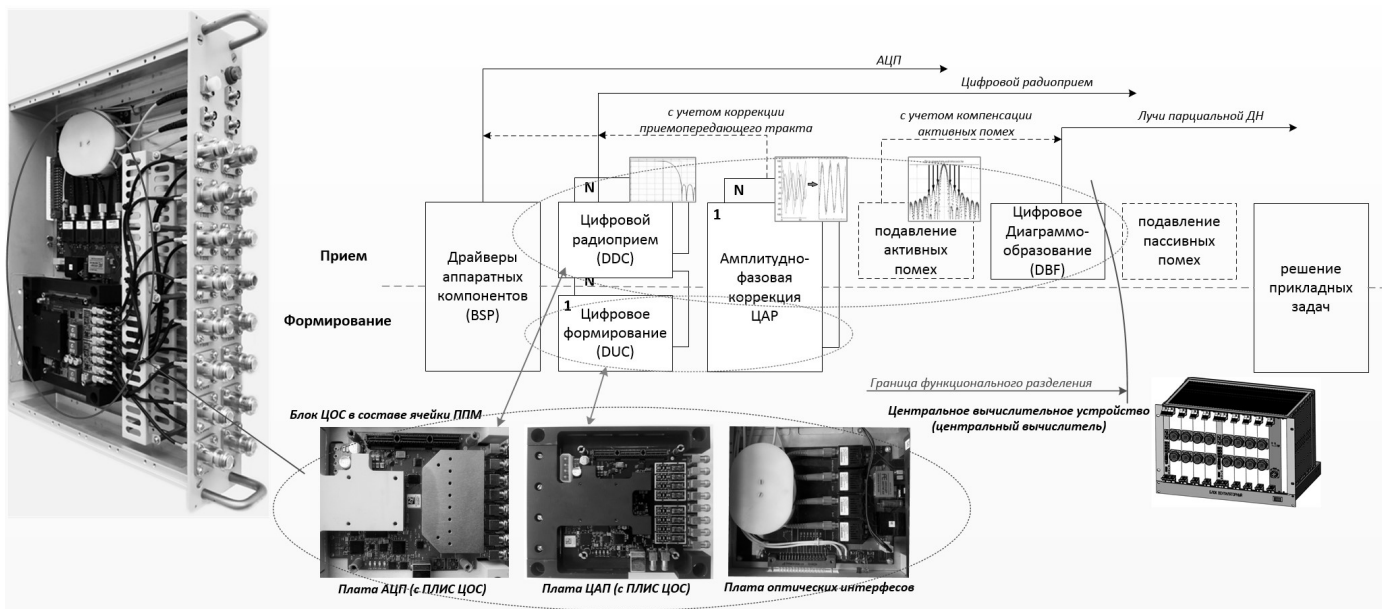 АЦП
Цифровой радиоприем
с учетом коррекции
приемопередающего тракта
с учетом компенсации
активных помех
Лучи парциальной ДН
N
N
Прием
Драйверы
аппаратных
компонентов
(BSP)
Цифровой
радиоприем
(DDC)
1
Амплитудно-
фазовая
коррекция
ЦАР
подавление
активных
помех
Цифровое
Диаграммо-
образование
(DBF)
подавление
пассивных
помех
решение
прикладных
задач
Формирование
N
1
Цифровое
формирование
(DUC)
Граница функционального разделения
Блок ЦОС в составе ячейки ППМ
Центральное вычислительное устройство
(центральный вычислитель)
Плата АЦП (с ПЛИС ЦОС)
Плата ЦАП (с ПЛИС ЦОС)
Плата оптических интерфесов